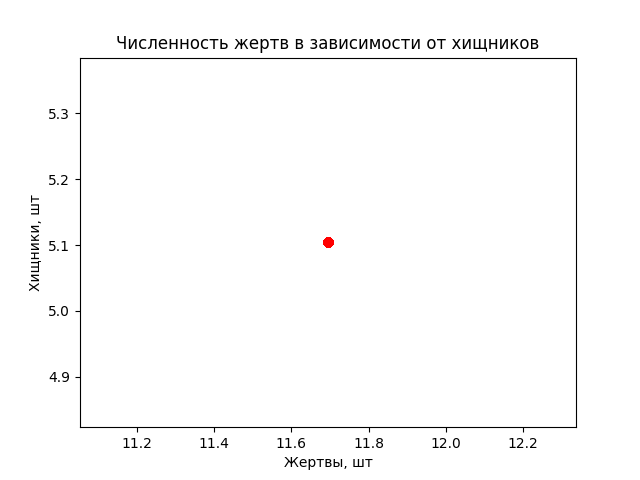 Численность жертв в зависимости от хищников
5.3
5.2
5.1
5.0
4.9
Хищники, шт
11.2 11.4 11.6 11.8 12.0 12.2
Жертвы, шт